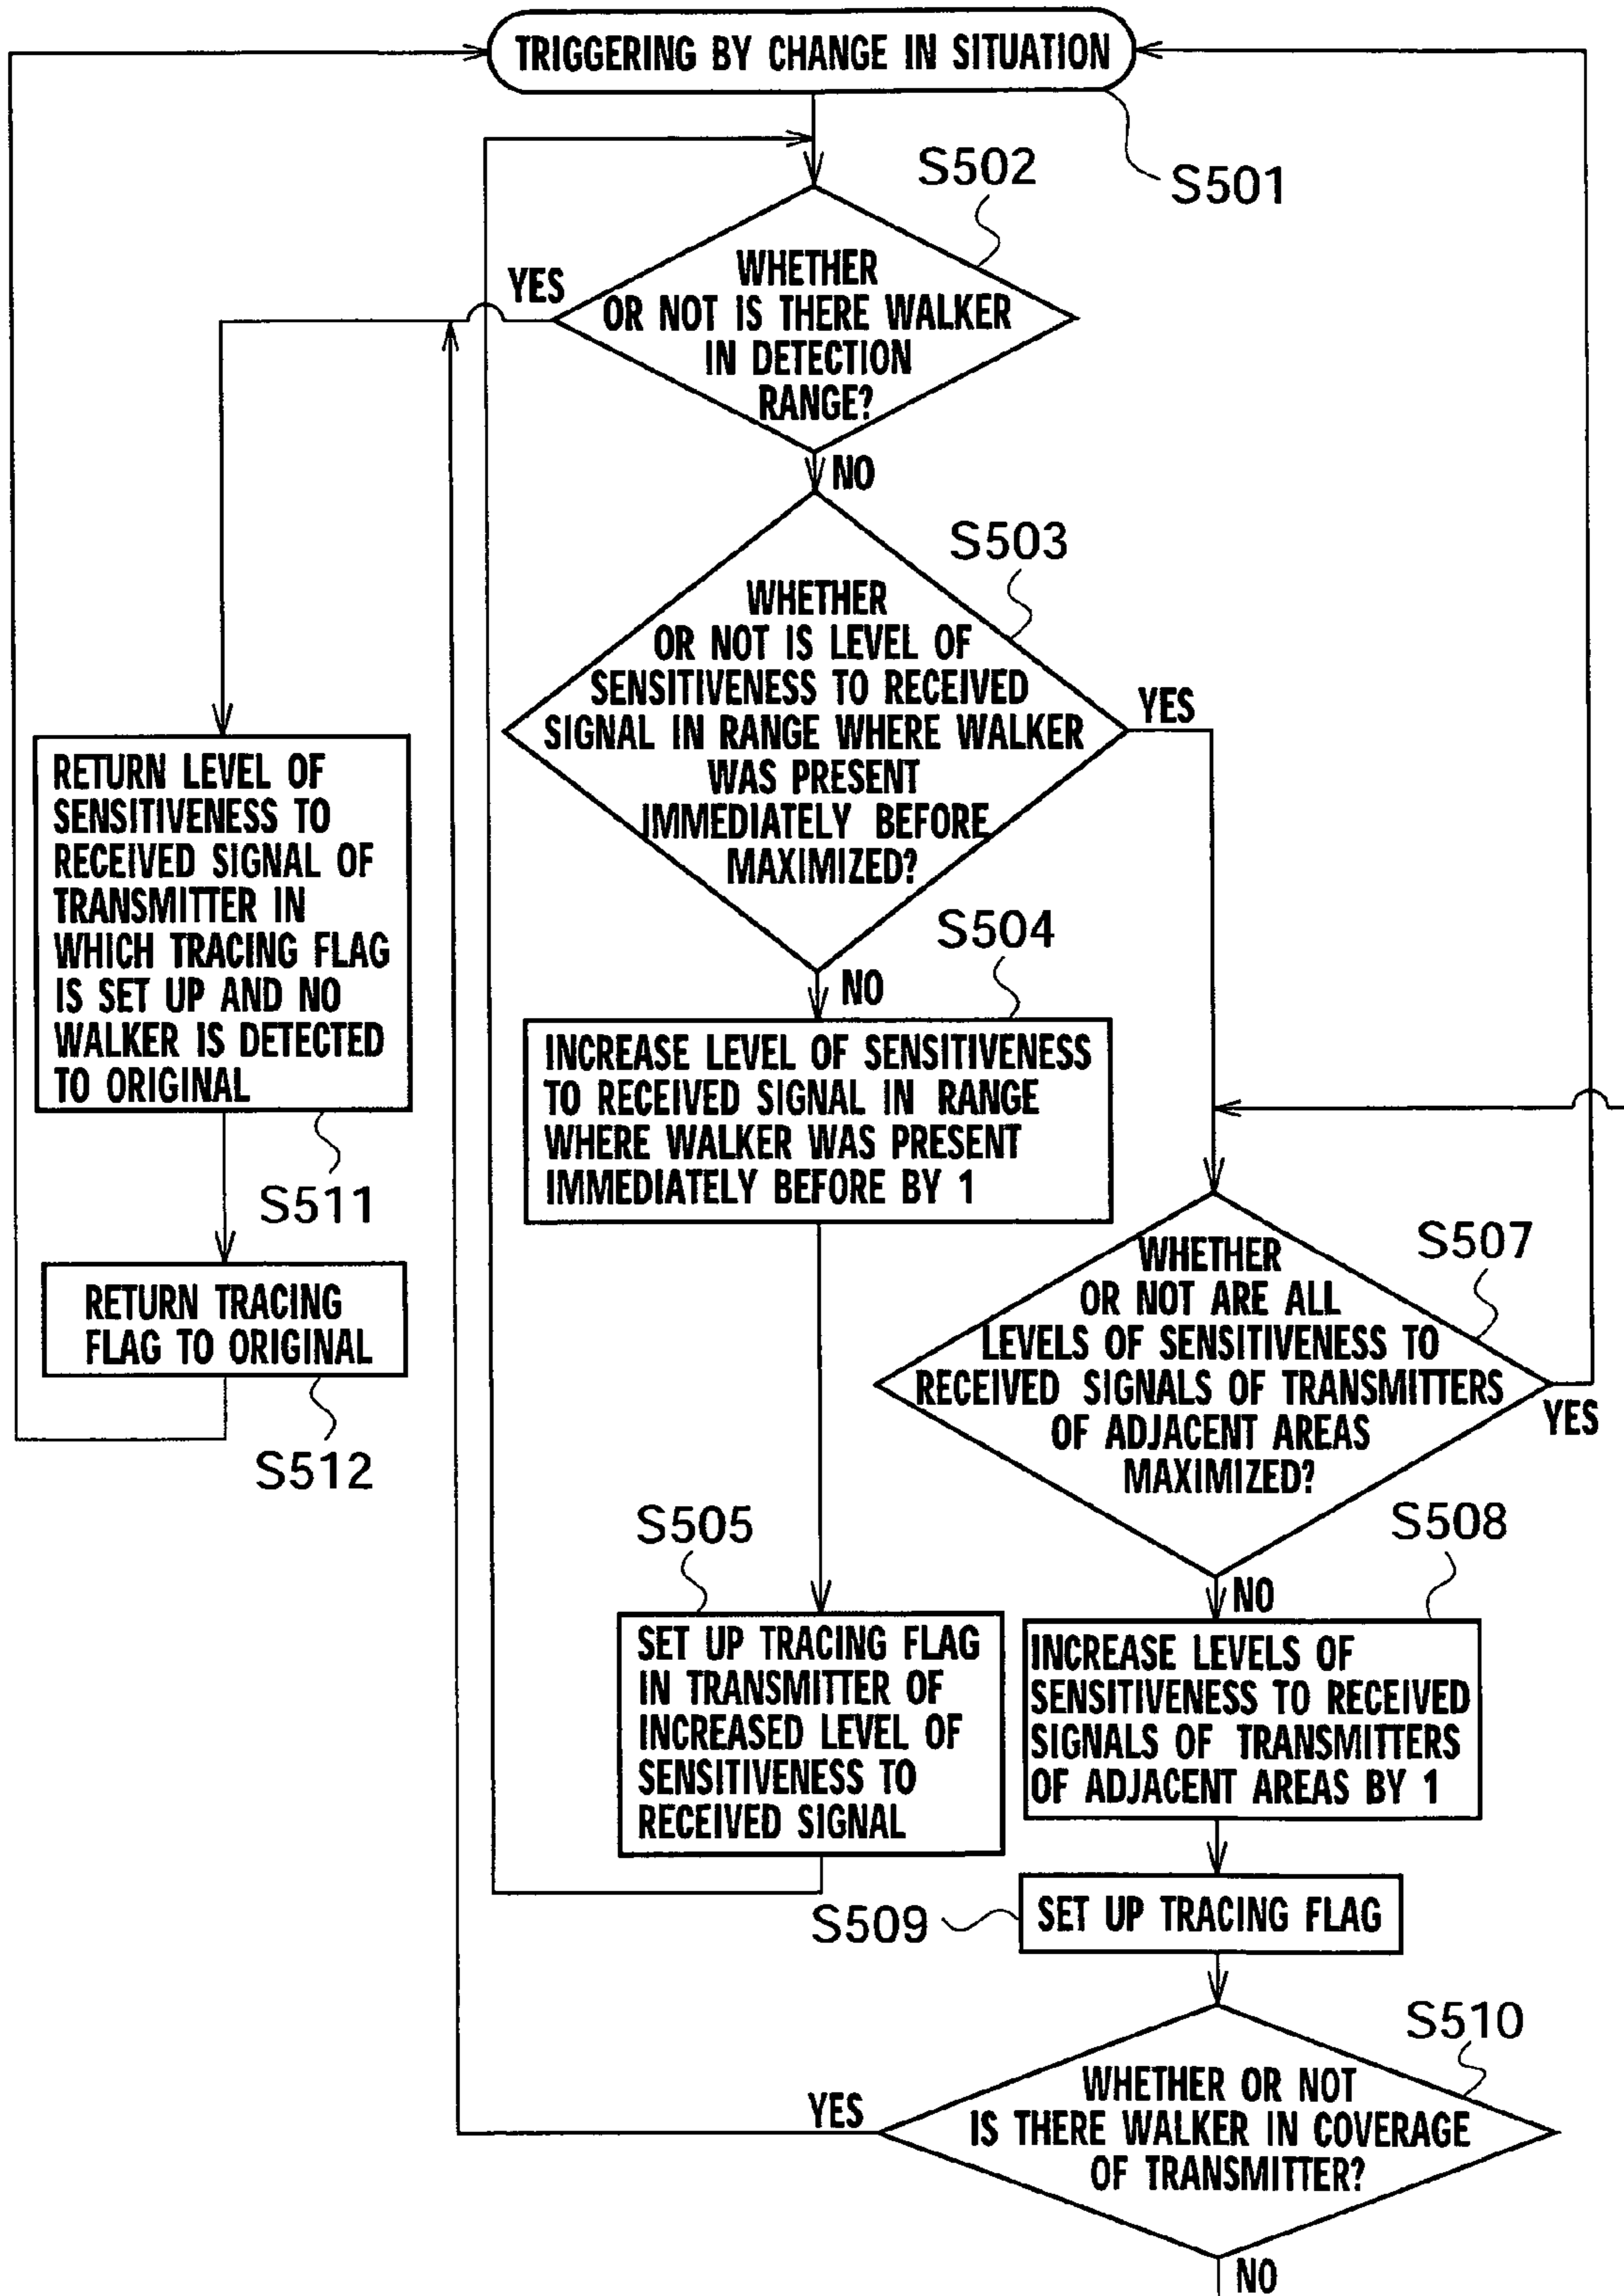 TRIGGERING BY CHANGE IN SITUATION
S501
S502
YES
WHETHER
OR NOT IS THERE WALKER
IN DETECTION
RANGE?
NO
S503
WHETHER
OR NOT IS LEVEL OF
SENSITIVENESS TO RECEIVED
SIGNAL IN RANGE WHERE WALKER
WAS PRESENT
IMMEDIATELY BEFORE
MAXIMIZED?
YES
NO
RETURN LEVEL OF
SENSITIVENESS TO
RECEIVED SIGNAL OF
TRANSMITTER IN
WHICH TRACING FLAG
IS SET UP AND NO
WALKER IS DETECTED
TO ORIGINAL
S511
RETURN TRACING
FLAG TO ORIGINAL
S512
S504
INCREASE LEVEL OF SENSITIVENESS
TO RECEIVED SIGNAL IN RANGE
WHERE WALKER WAS PRESENT
IMMEDIATELY BEFORE BY 1
S505
SET UP TRACING FLAG
IN TRANSMITTER OF
INCREASED LEVEL OF
SENSITIVENESS TO
RECEIVED SIGNAL
S507
WHETHER
OR NOT ARE ALL
LEVELS OF SENSITIVENESS TO
RECEIVED SIGNALS OF TRANSMITTERS
OF ADJACENT AREAS
MAXIMIZED?
YES
NO
S508
INCREASE LEVELS OF
SENSITIVENESS TO RECEIVED
SIGNALS OF TRANSMITTERS
OF ADJACENT AREAS BY 1
S509
SET UP TRACING FLAG
S510
YES
WHETHER OR NOT
IS THERE WALKER IN COVERAGE
OF TRANSMITTER?
NO